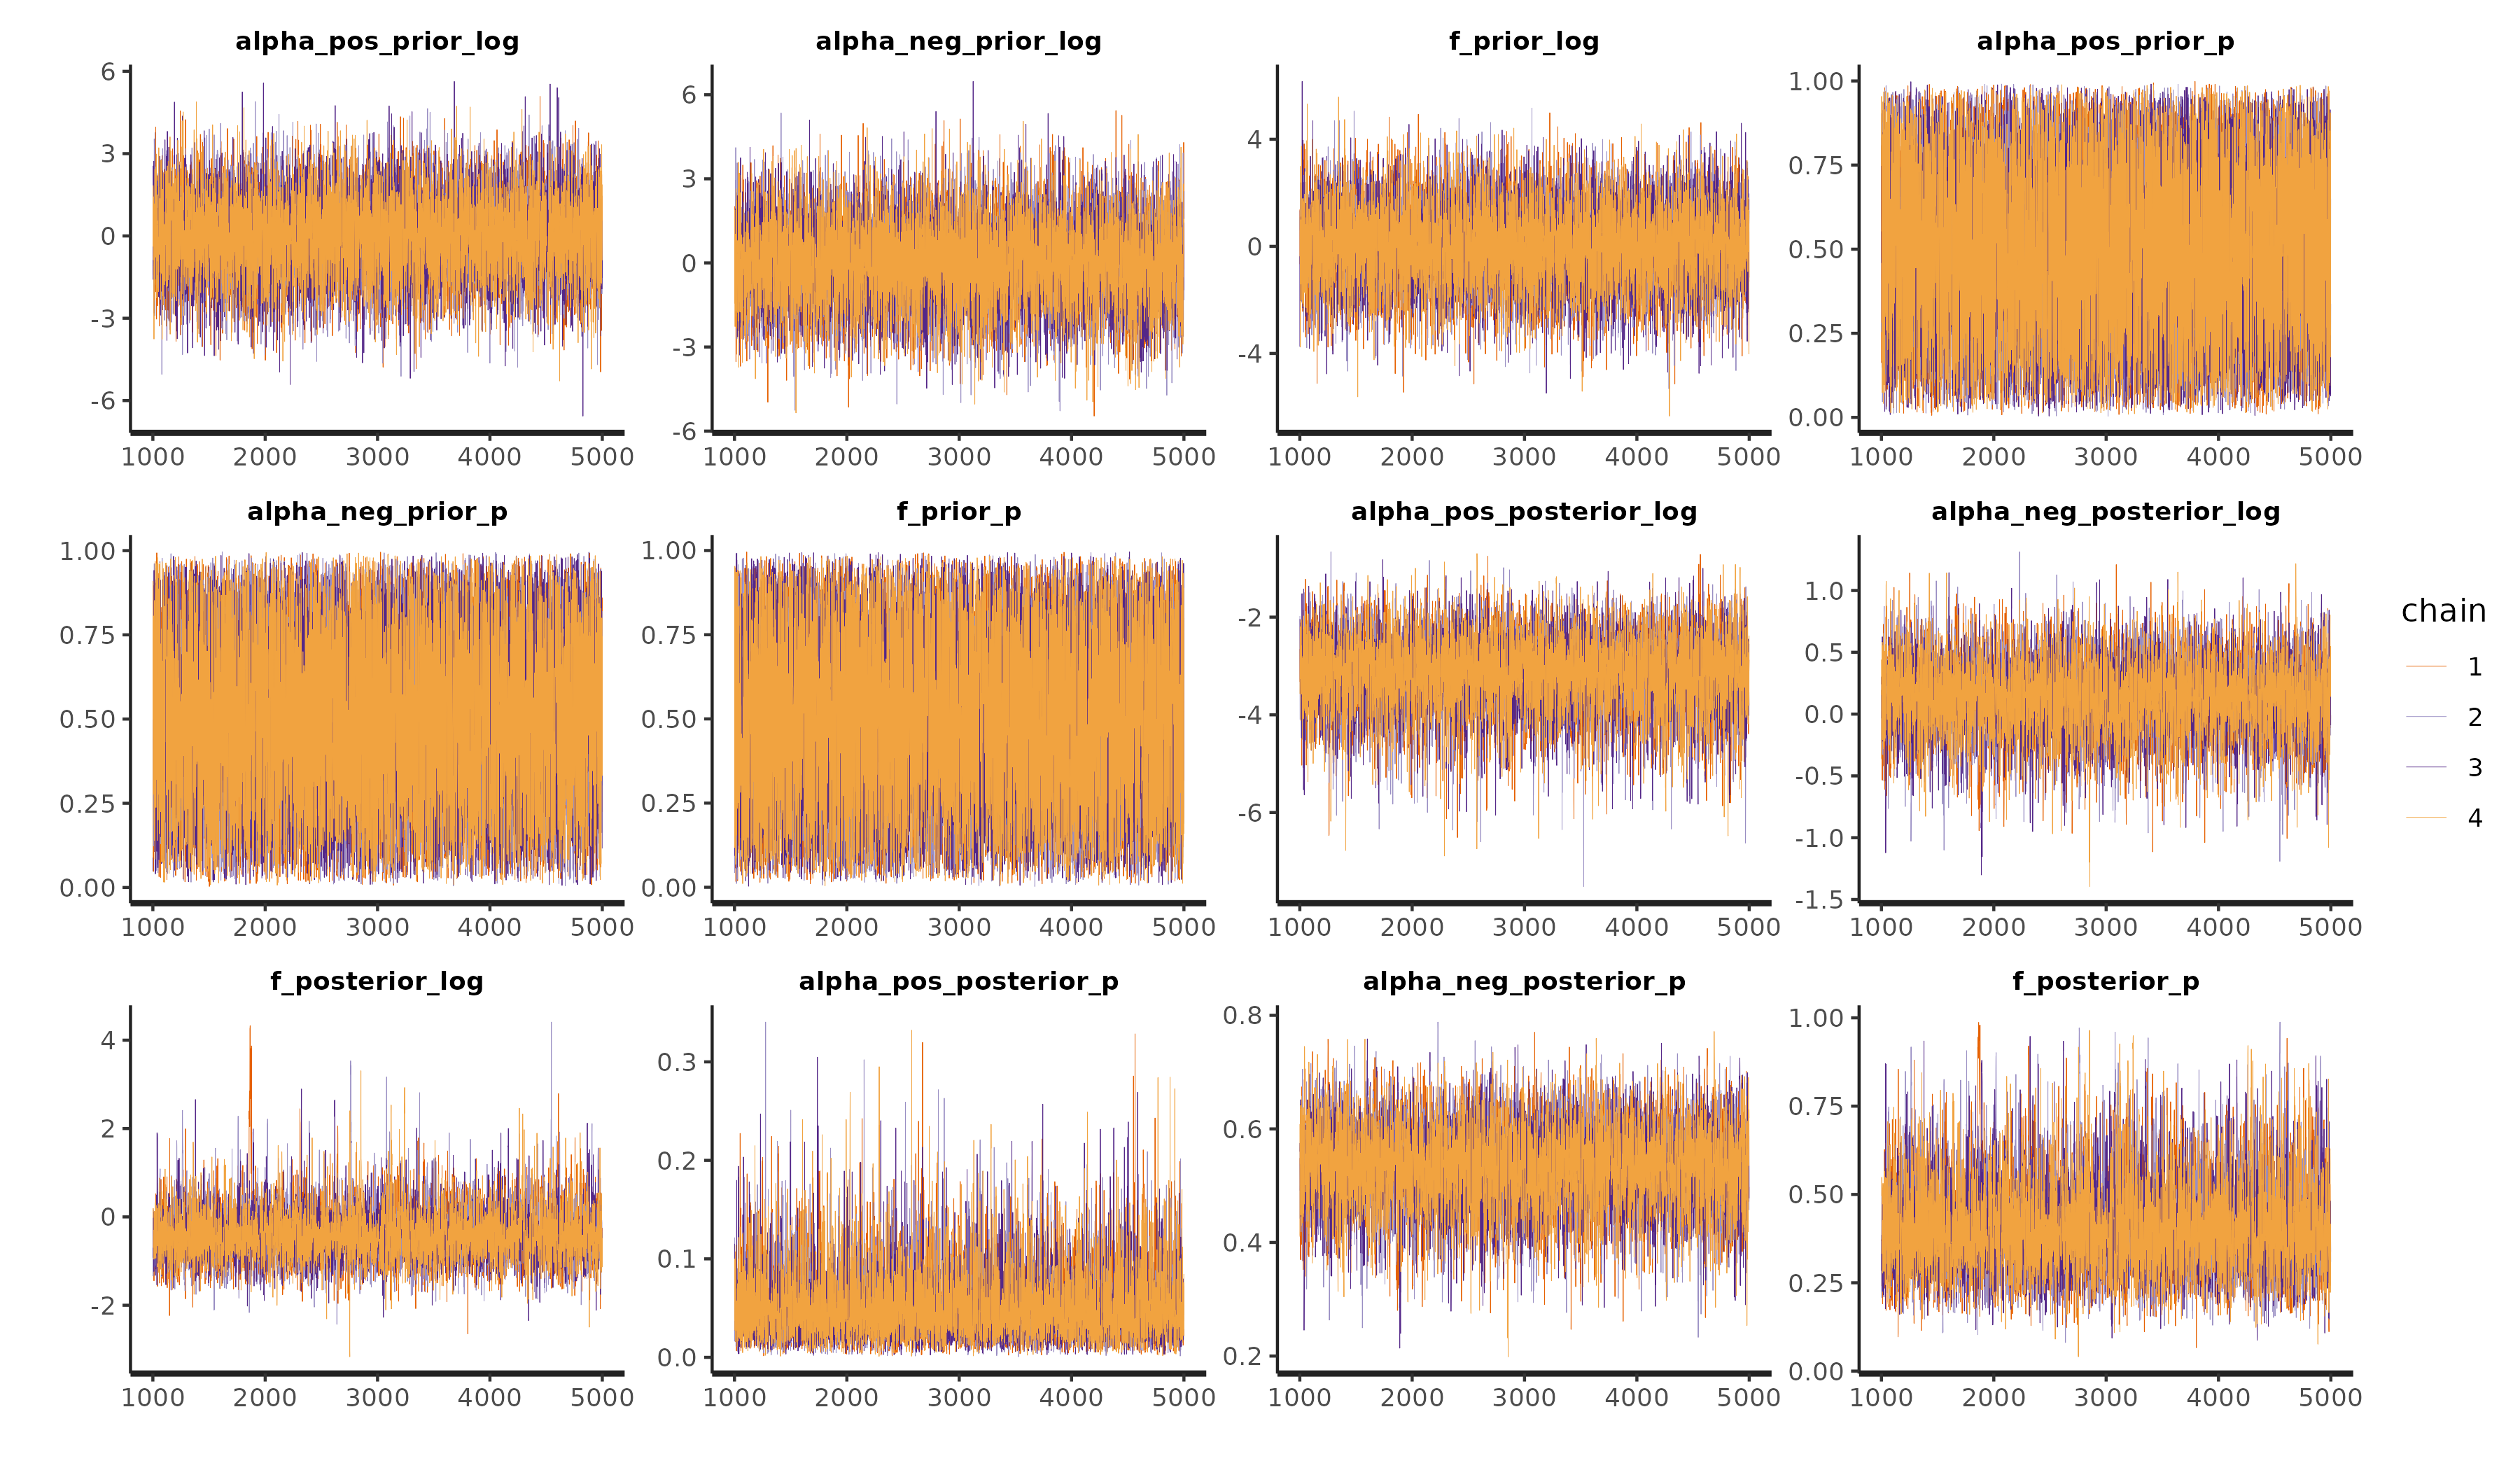 alpha_pos_prior_log
alpha_neg_prior_log
f_prior_log
alpha_pos_prior_p
6
3
0
-3
-6
1000 2000 3000 4000 5000
6
3
0
-3
-6
1000 2000 3000 4000 5000
4
0
-4
1000 2000 3000 4000 5000
1.00
0.75
0.50
0.25
0.00
1000 2000 3000 4000 5000
alpha_neg_prior_p
f_prior_p
alpha_pos_posterior_log
alpha_neg_posterior_log
1.00
0.75
0.50
0.25
0.00
1000 2000 3000 4000 5000
1.00
0.75
0.50
0.25
0.00
1000 2000 3000 4000 5000
-2
-4
-6
1000 2000 3000 4000 5000
1.0
0.5
0.0
-0.5
-1.0
-1.5
1000 2000 3000 4000 5000
chain
1
2
3
4
f_posterior_log
alpha_pos_posterior_p
alpha_neg_posterior_p
f_posterior_p
4
2
0
-2
1000 2000 3000 4000 5000
0.3
0.2
0.1
0.0
1000 2000 3000 4000 5000
0.8
0.6
0.4
0.2
1000 2000 3000 4000 5000
1.00
0.75
0.50
0.25
0.00
1000 2000 3000 4000 5000